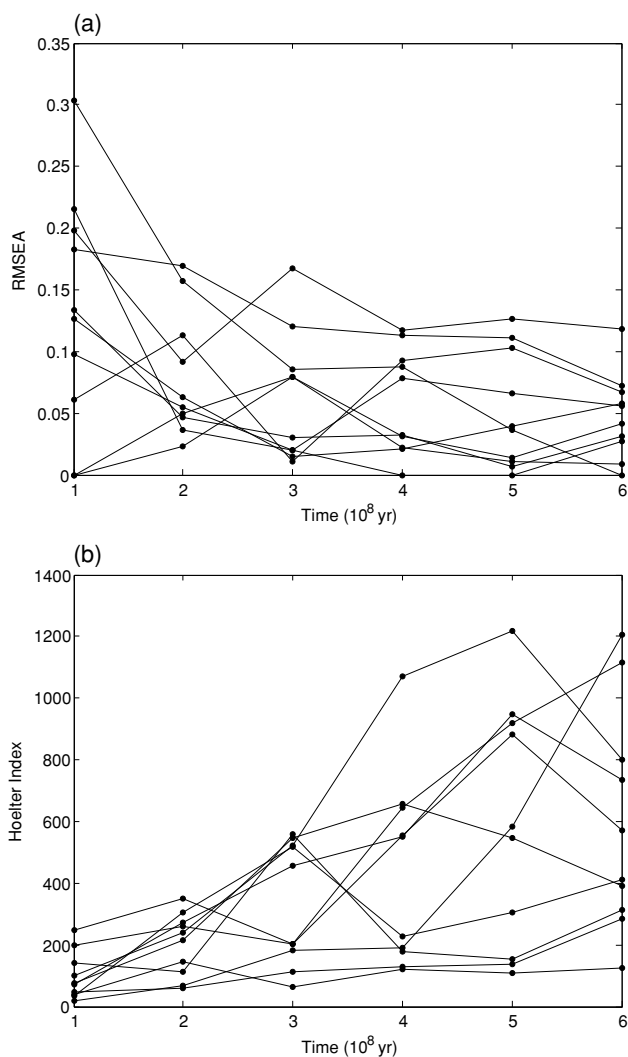 (a)
0.35
0.3
0.25
0.2
0.15
0.1
0.05
0
RMSEA
1 2 3 4 5 6
Time (10⁸ yr)
(b)
1400
1200
1000
800
600
400
200
0
Hoelter Index
1 2 3 4 5 6
Time (10⁸ yr)